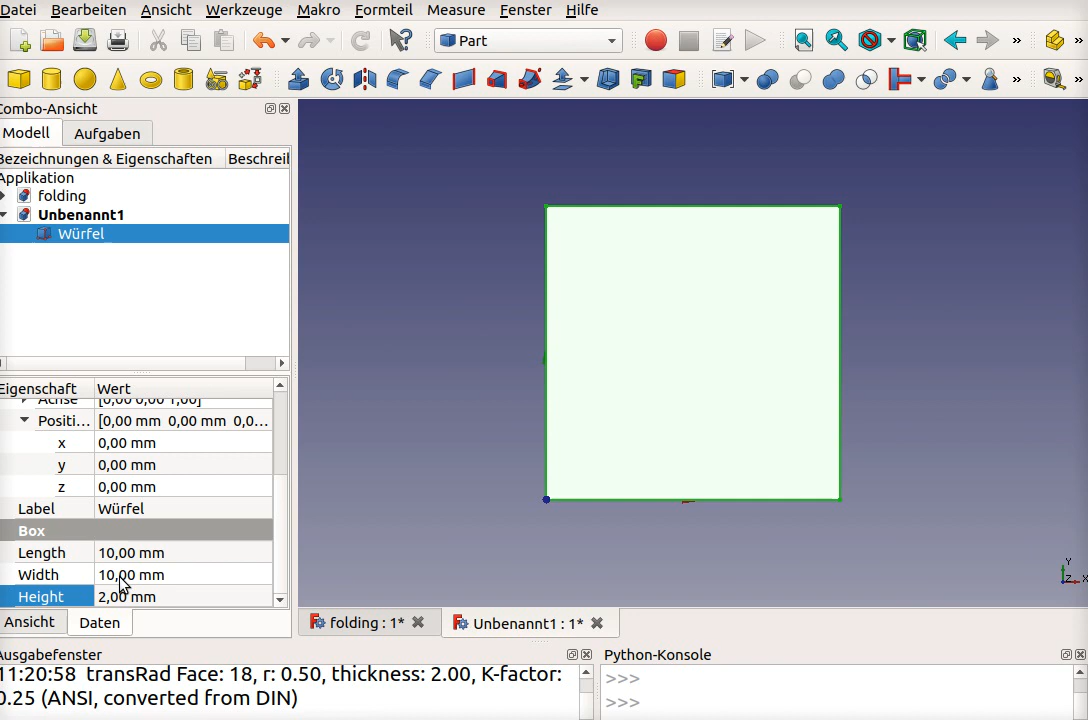 Datei Bearbeiten Ansicht Werkzeuge Makro Formteil Measure Fenster Hilfe
Part
» »
» »
Combo-Ansicht
Modell Aufgaben
Bezeichnungen & Eigenschaften Beschreil
Applikation
folding
Unbenannt1
Würfel
Eigenschaft Wert
Achse [0,00 0,00 1,00]
Positi... [0,00 mm 0,00 mm 0,0...
x 0,00 mm
y 0,00 mm
z 0,00 mm
Label Würfel
Box
Length 10,00 mm
Width 10,00 mm
Height 2,00 mm
Ansicht Daten
Y
Z X
folding : 1* Unbenannt1 : 1*
Ausgabefenster
11:20:58 transRad Face: 18, r: 0.50, thickness: 2.00, K-factor:
0.25 (ANSI, converted from DIN)
Python-Konsole
>>>
>>>